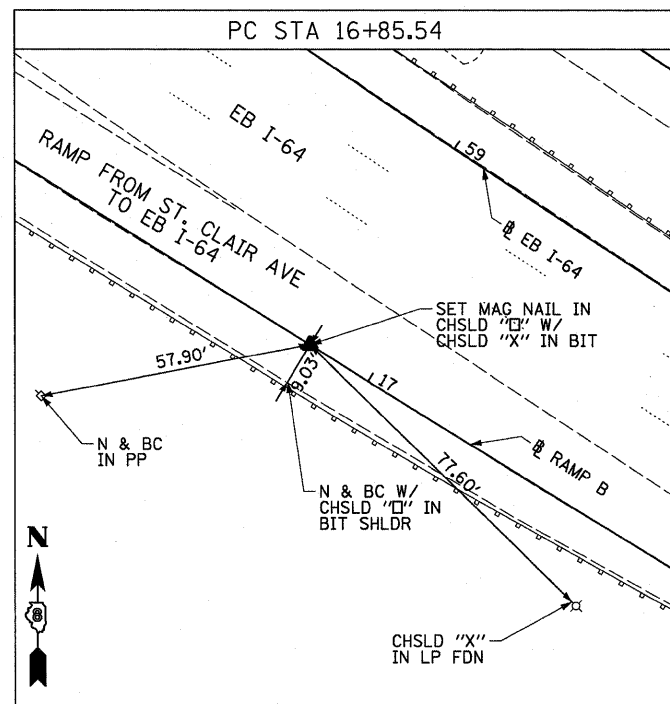 PC STA 16+85.54
EB I-64
59
RAMP FROM ST. CLAIR AVE
TO EB I-64
℄ EB I-64
SET MAG NAIL IN
CHSLD "□" W/
CHSLD "X" IN BIT
57.90'
9.03'
17
N & BC
IN PP
℄ RAMP B
77.60'
N & BC W/
CHSLD "□" IN
BIT SHLDR
N
8
CHSLD "X"
IN LP FDN